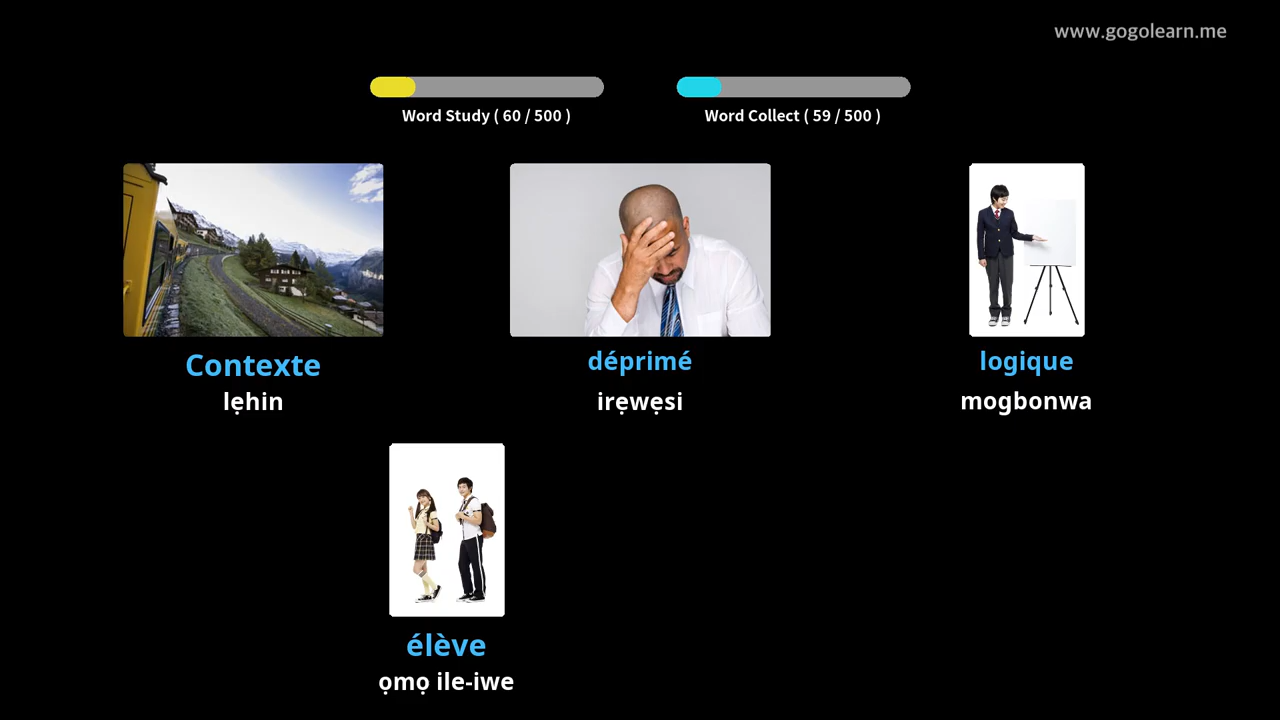 www.gogolearn.me
Word Study ( 60 / 500 )
Word Collect ( 59 / 500 )
Contexte
déprimé
logique
lẹhin
irẹwẹsi
mogbonwa
élève
ọmọ ile-iwe